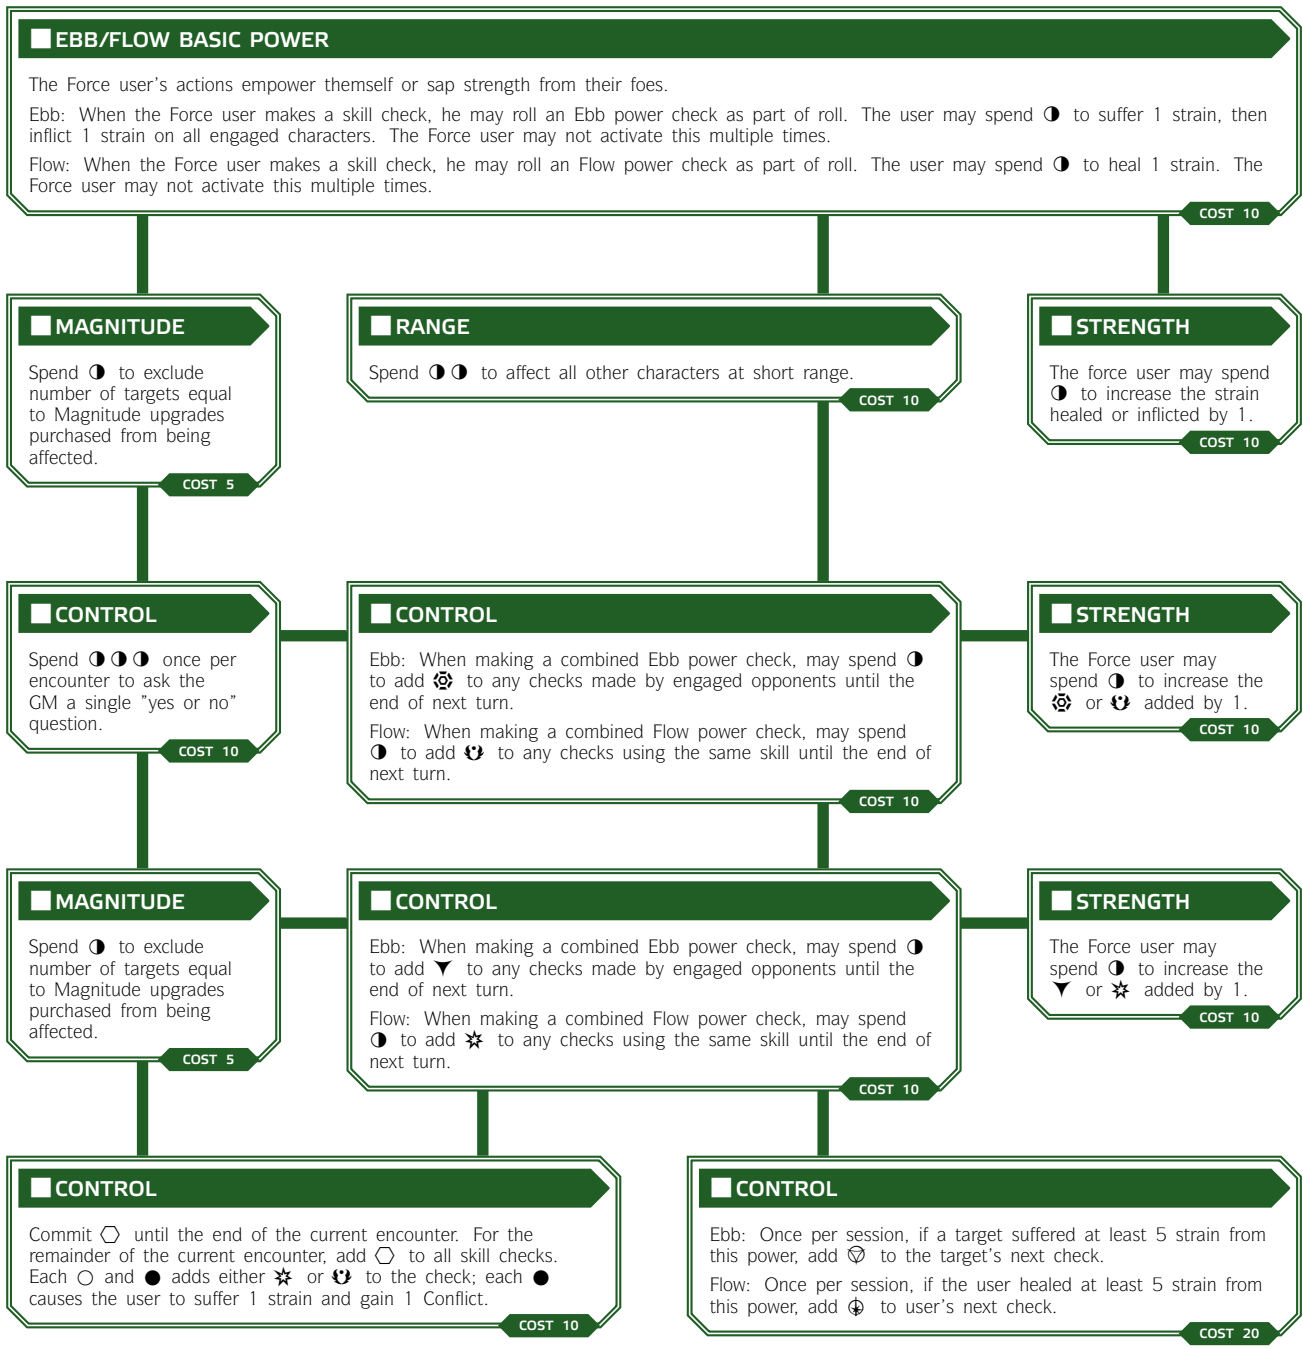 EBB/FLOW BASIC POWER
The Force user's actions empower themself or sap strength from their foes.
Ebb: When the Force user makes a skill check, he may roll an Ebb power check as part of roll. The user may spend ◑ to suffer 1 strain, then
inflict 1 strain on all engaged characters. The Force user may not activate this multiple times.
Flow: When the Force user makes a skill check, he may roll an Flow power check as part of roll. The user may spend ◑ to heal 1 strain. The
Force user may not activate this multiple times.
COST 10
MAGNITUDE
Spend ◑ to exclude
number of targets equal
to Magnitude upgrades
purchased from being
affected.
COST 5
RANGE
Spend ◑◑ to affect all other characters at short range.
COST 10
STRENGTH
The force user may spend
◑ to increase the strain
healed or inflicted by 1.
COST 10
CONTROL
Spend ◑◑◑ once per
encounter to ask the
GM a single "yes or no"
question.
COST 10
CONTROL
Ebb: When making a combined Ebb power check, may spend ◑
to add to any checks made by engaged opponents until the
end of next turn.
Flow: When making a combined Flow power check, may spend
◑ to add to any checks using the same skill until the end of
next turn.
COST 10
STRENGTH
The Force user may
spend ◑ to increase the
or added by 1.
COST 10
MAGNITUDE
Spend ◑ to exclude
number of targets equal
to Magnitude upgrades
purchased from being
affected.
COST 5
CONTROL
Ebb: When making a combined Ebb power check, may spend ◑
to add to any checks made by engaged opponents until the
end of next turn.
Flow: When making a combined Flow power check, may spend
◑ to add to any checks using the same skill until the end of
next turn.
COST 10
STRENGTH
The Force user may
spend ◑ to increase the
or added by 1.
COST 10
CONTROL
Commit ⬡ until the end of the current encounter. For the
remainder of the current encounter, add ⬡ to all skill checks.
Each ○ and ● adds either or to the check; each ●
causes the user to suffer 1 strain and gain 1 Conflict.
COST 10
CONTROL
Ebb: Once per session, if a target suffered at least 5 strain from
this power, add to the target's next check.
Flow: Once per session, if the user healed at least 5 strain from
this power, add to user's next check.
COST 20